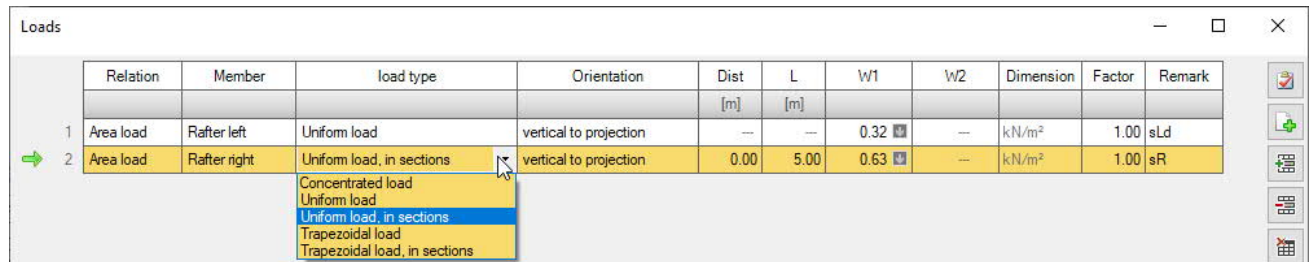 Loads
Relation Member load type Orientation Dist L W1 W2 Dimension Factor Remark
[m] [m]
1 Area load Rafter left Uniform load vertical to projection --- --- 0.32 --- kN/m² 1.00 sLd
2 Area load Rafter right Uniform load, in sections vertical to projection 0.00 5.00 0.63 --- kN/m² 1.00 sR
Concentrated load
Uniform load
Uniform load, in sections
Trapezoidal load
Trapezoidal load, in sections